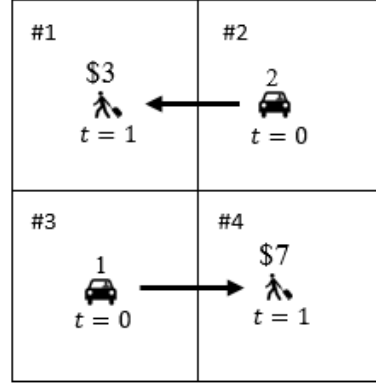 #1
$3
t = 1
#2
2
t = 0
#3
1
t = 0
#4
$7
t = 1